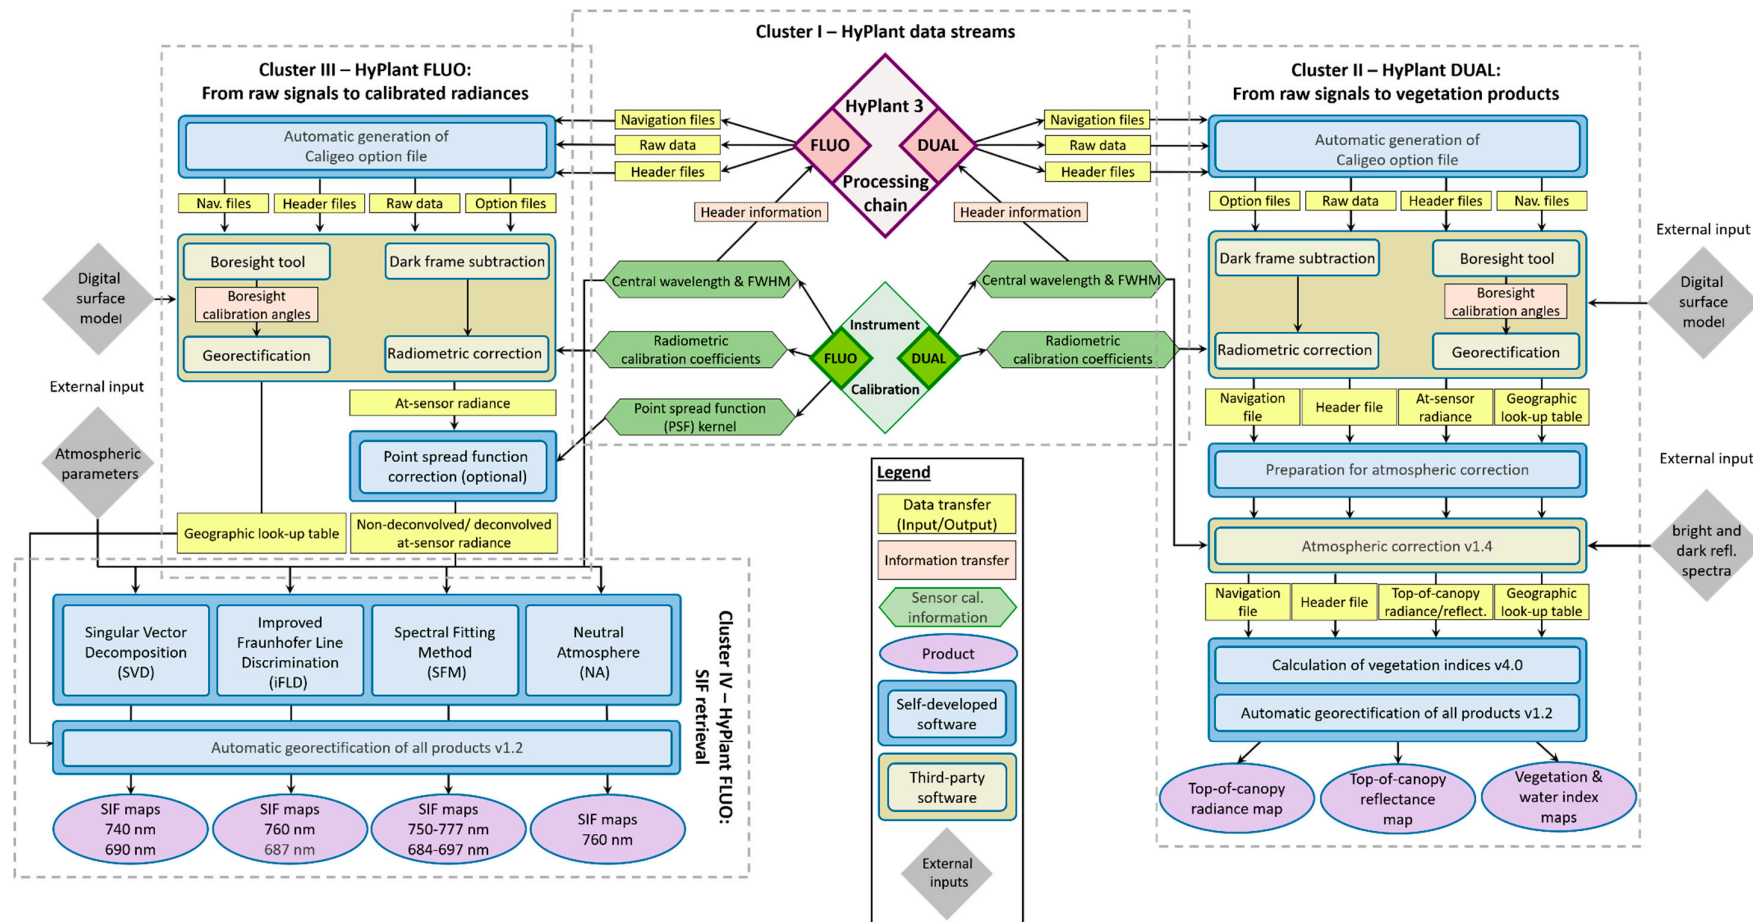 Cluster I – HyPlant data streams
Cluster III – HyPlant FLUO:
From raw signals to calibrated radiances
Automatic generation of
Caligeo option file
Nav. files
Header files
Raw data
Option files
Boresight tool
Boresight
calibration angles
Georectification
Dark frame subtraction
Radiometric correction
Digital
surface
model
External input
Atmospheric
parameters
At-sensor radiance
Point spread function
correction (optional)
Geographic look-up table
Non-deconvolved/ deconvolved
at-sensor radiance
Navigation files
Raw data
Header files
HyPlant 3
FLUO
DUAL
Processing
chain
Navigation files
Raw data
Header files
Header information
Header information
Central wavelength & FWHM
Central wavelength & FWHM
Radiometric
calibration coefficients
Radiometric
calibration coefficients
Point spread function
(PSF) kernel
Instrument
FLUO
DUAL
Calibration
Cluster II – HyPlant DUAL:
From raw signals to vegetation products
Automatic generation of
Caligeo option file
Option files
Raw data
Header files
Nav. files
Dark frame subtraction
Radiometric correction
Boresight tool
Boresight
calibration angles
Georectification
External input
Digital
surface
model
Navigation
file
Header file
At-sensor
radiance
Geographic
look-up table
Preparation for atmospheric correction
External input
bright and
dark refl.
spectra
Atmospheric correction v1.4
Navigation
file
Header file
Top-of-canopy
radiance/reflect.
Geographic
look-up table
Calculation of vegetation indices v4.0
Automatic georectification of all products v1.2
Top-of-canopy
radiance map
Top-of-canopy
reflectance
map
Vegetation &
water index
maps
Cluster IV – HyPlant FLUO:
SIF retrieval
Singular Vector
Decomposition
(SVD)
Improved
Fraunhofer Line
Discrimination
(iFLD)
Spectral Fitting
Method
(SFM)
Neutral
Atmosphere
(NA)
Automatic georectification of all products v1.2
SIF maps
740 nm
690 nm
SIF maps
760 nm
687 nm
SIF maps
750-777 nm
684-697 nm
SIF maps
760 nm
Legend
Data transfer
(Input/Output)
Information transfer
Sensor cal.
information
Product
Self-developed
software
Third-party
software
External
inputs